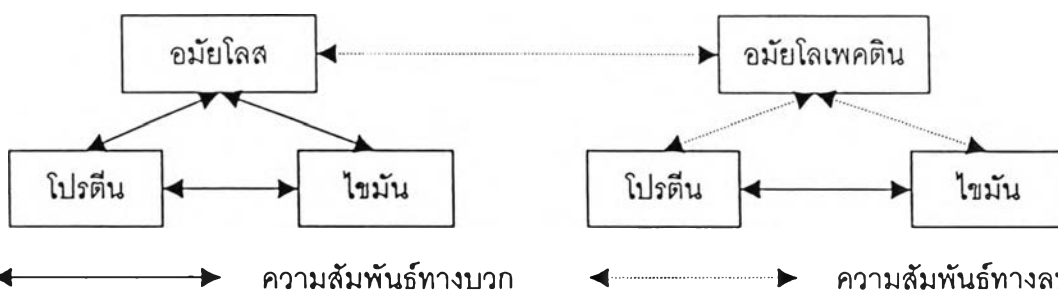 อมัยโลส อมัยโลเพคติน
โปรตีน ไขมัน โปรตีน ไขมัน
ความสัมพันธ์ทางบวก ความสัมพันธ์ทางล